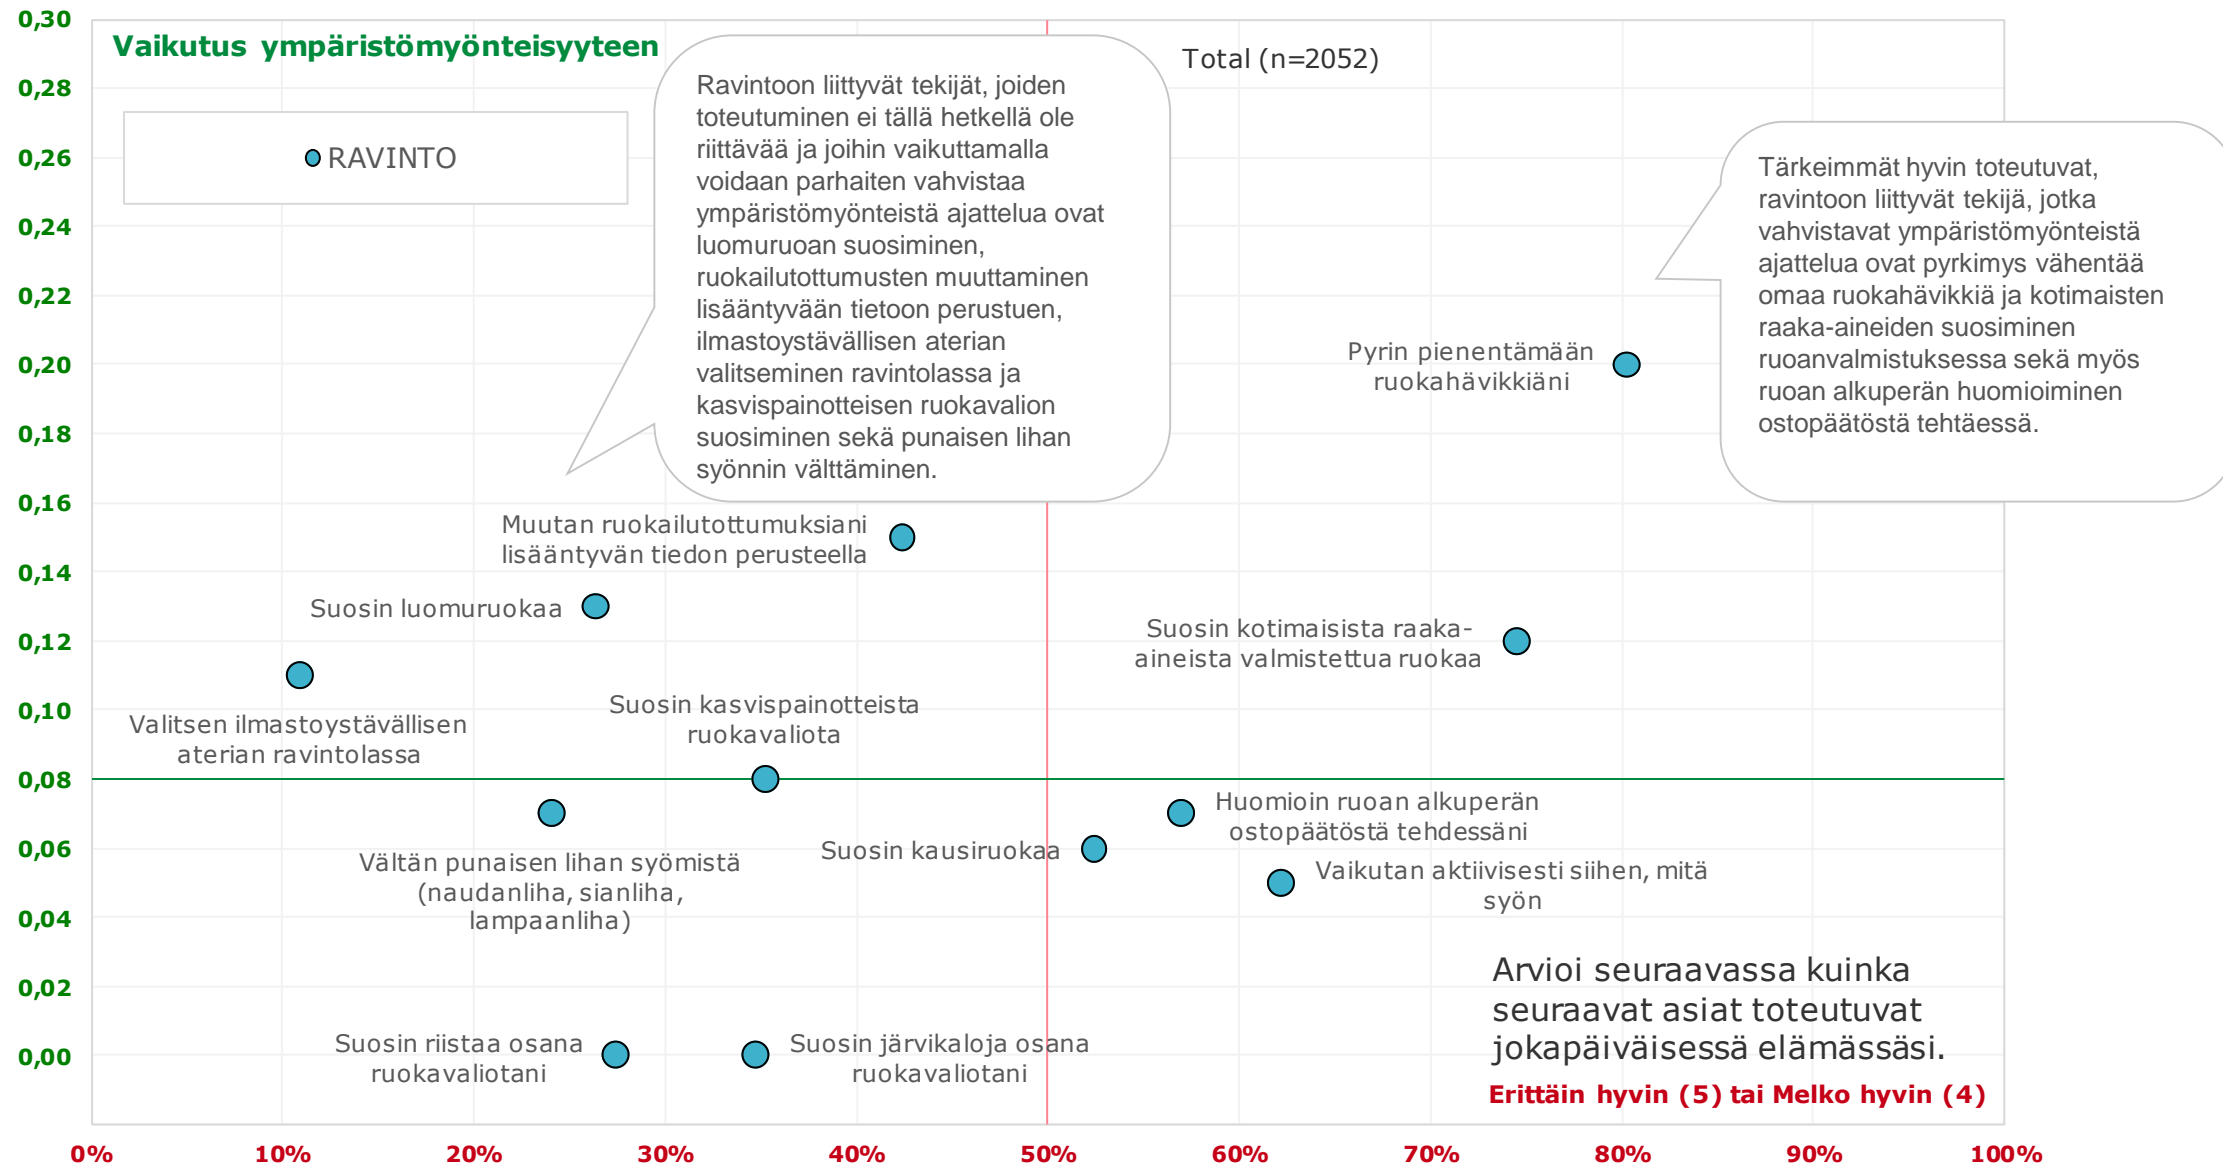 Vaikutus ympäristömyönteisyyteen
Total (n=2052)
RAVINTO
Ravintoon liittyvät tekijät, joiden
toteutuminen ei tällä hetkellä ole
riittävää ja joihin vaikuttamalla
voidaan parhaiten vahvistaa
ympäristömyönteistä ajattelua ovat
luomuruoan suosiminen,
ruokailutottumusten muuttaminen
lisääntyvään tietoon perustuen,
ilmastoystävällisen aterian
valitseminen ravintolassa ja
kasvispainotteisen ruokavalion
suosiminen sekä punaisen lihan
syönnin välttäminen.
Tärkeimmät hyvin toteutuvat,
ravintoon liittyvät tekijä, jotka
vahvistavat ympäristömyönteistä
ajattelua ovat pyrkimys vähentää
omaa ruokahävikkiä ja kotimaisten
raaka-aineiden suosiminen
ruoanvalmistuksessa sekä myös
ruoan alkuperän huomioiminen
ostopäätöstä tehtäessä.
Pyrin pienentämään
ruokahävikkiäni
Muutan ruokailutottumuksiani
lisääntyvän tiedon perusteella
Suosin luomuruokaa
Suosin kotimaisista raaka-
aineista valmistettua ruokaa
Valitsen ilmastoystävällisen
aterian ravintolassa
Suosin kasvispainotteista
ruokavaliota
Vältän punaisen lihan syömistä
(naudanliha, sianliha,
lampaanliha)
Suosin kausiruokaa
Huomioin ruoan alkuperän
ostopäätöstä tehdessäni
Vaikutan aktiivisesti siihen, mitä
syön
Suosin riistaa osana
ruokavaliotani
Suosin järvikaloja osana
ruokavaliotani
Arvioi seuraavassa kuinka
seuraavat asiat toteutuvat
jokapäiväisessä elämässäsi.
Erittäin hyvin (5) tai Melko hyvin (4)
0,30
0,28
0,26
0,24
0,22
0,20
0,18
0,16
0,14
0,12
0,10
0,08
0,06
0,04
0,02
0,00
0% 10% 20% 30% 40% 50% 60% 70% 80% 90% 100%